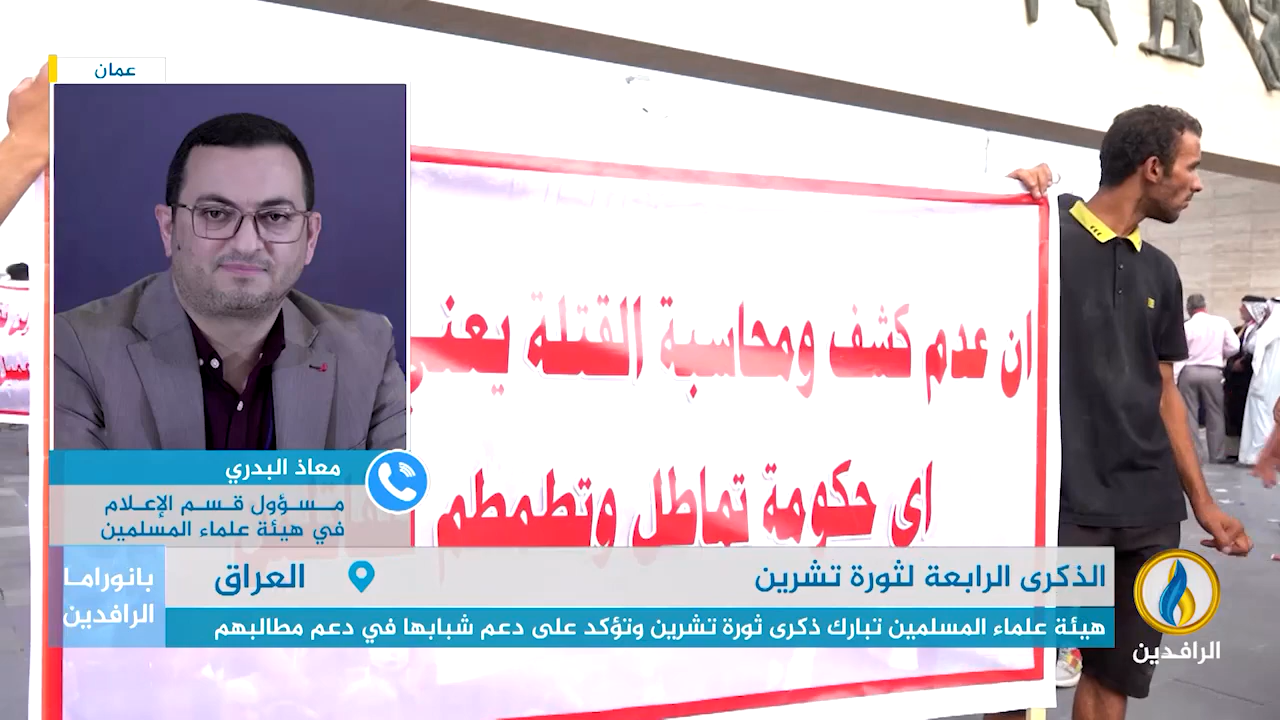 عمان
ان عدم كشف ومحاسبة القتلة يعني
اي حكومة تماطل وتطمطم
معاذ البدري
مسؤول قسم الإعلام
في هيئة علماء المسلمين
الذكرى الرابعة لثورة تشرين
العراق
هيئة علماء المسلمين تبارك ذكرى ثورة تشرين وتؤكد على دعم شبابها في دعم مطالبهم
بانوراما
الرافدين
الرافدين